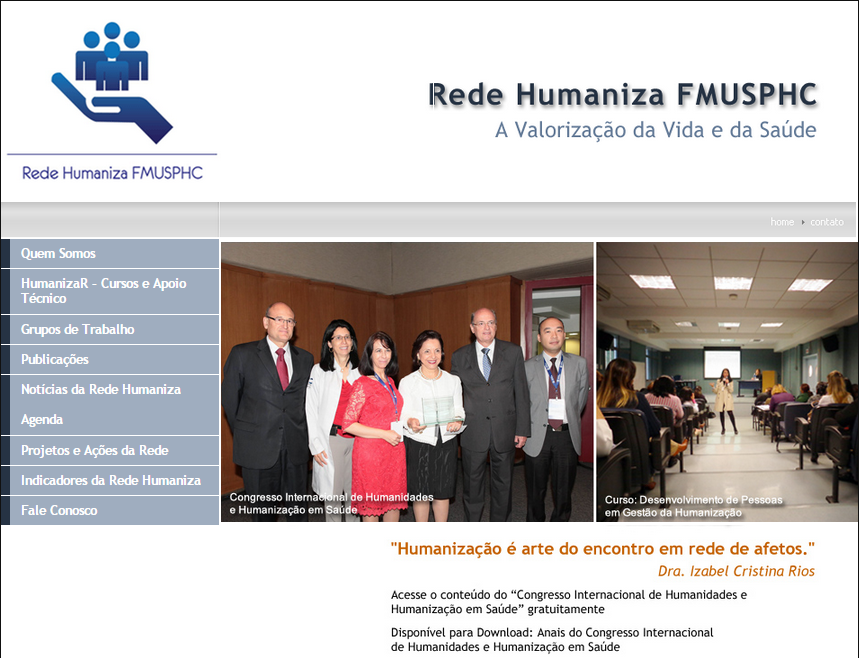 Rede Humaniza FMUSPHC
A Valorização da Vida e da Saúde
Rede Humaniza FMUSPHC
home
contato
Quem Somos
HumanizaR – Cursos e Apoio
Técnico
Grupos de Trabalho
Publicações
Notícias da Rede Humaniza
Agenda
Projetos e Ações da Rede
Indicadores da Rede Humaniza
Fale Conosco
Congresso Internacional de Humanidades
e Humanização em Saúde
Curso: Desenvolvimento de Pessoas
em Gestão da Humanização
"Humanização é arte do encontro em rede de afetos."
Dra. Izabel Cristina Rios
Acesse o conteúdo do “Congresso Internacional de Humanidades e
Humanização em Saúde” gratuitamente
Disponível para Download: Anais do Congresso Internacional
de Humanidades e Humanização em Saúde